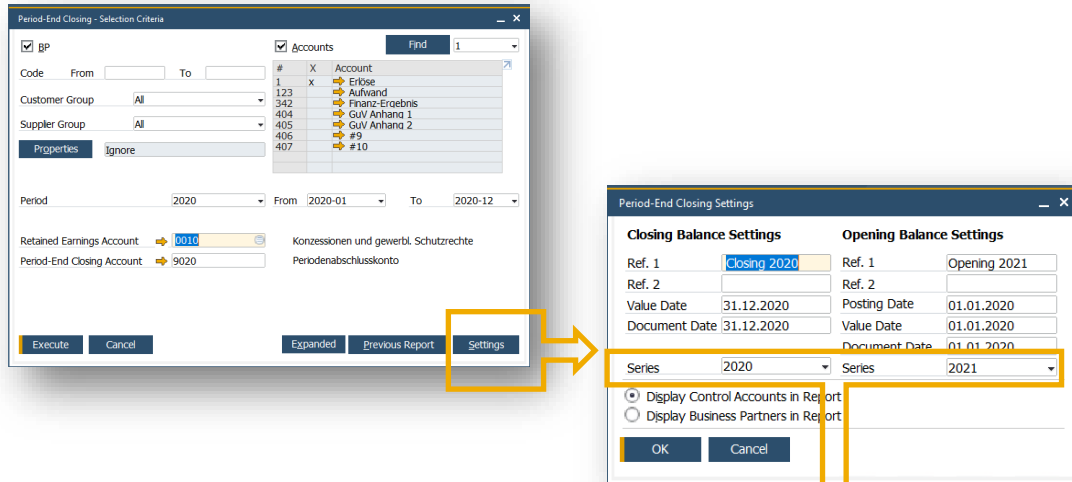 Period-End Closing - Selection Criteria
BP
Accounts
Find
1
Code From To
# X Account
1 x Erlöse
123 Aufwand
342 Finanz-Ergebnis
404 GuV Anhang 1
405 GuV Anhang 2
406 #9
407 #10
Customer Group All
Supplier Group All
Properties Ignore
Period 2020 From 2020-01 To 2020-12
Retained Earnings Account 0010 Konzessionen und gewerbl. Schutzrechte
Period-End Closing Account 9020 Periodenabschlusskonto
Execute Cancel Expanded Previous Report Settings
Period-End Closing Settings
Closing Balance Settings Opening Balance Settings
Ref. 1 Closing 2020 Ref. 1 Opening 2021
Ref. 2 Ref. 2
Value Date 31.12.2020 Posting Date 01.01.2020
Document Date 31.12.2020 Value Date 01.01.2020
Document Date 01.01.2020
Series 2020 Series 2021
Display Control Accounts in Report
Display Business Partners in Report
OK Cancel